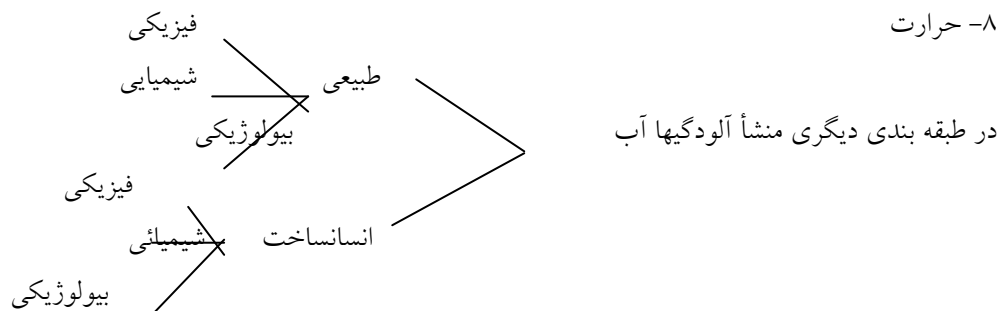 ۸- حرارت
فیزیکی
شیمیایی
طبیعی
بیولوژیکی
در طبقه بندی دیگری منشأ آلودگیها آب
فیزیکی
شیمیائی
انسانساخت
بیولوژیکی